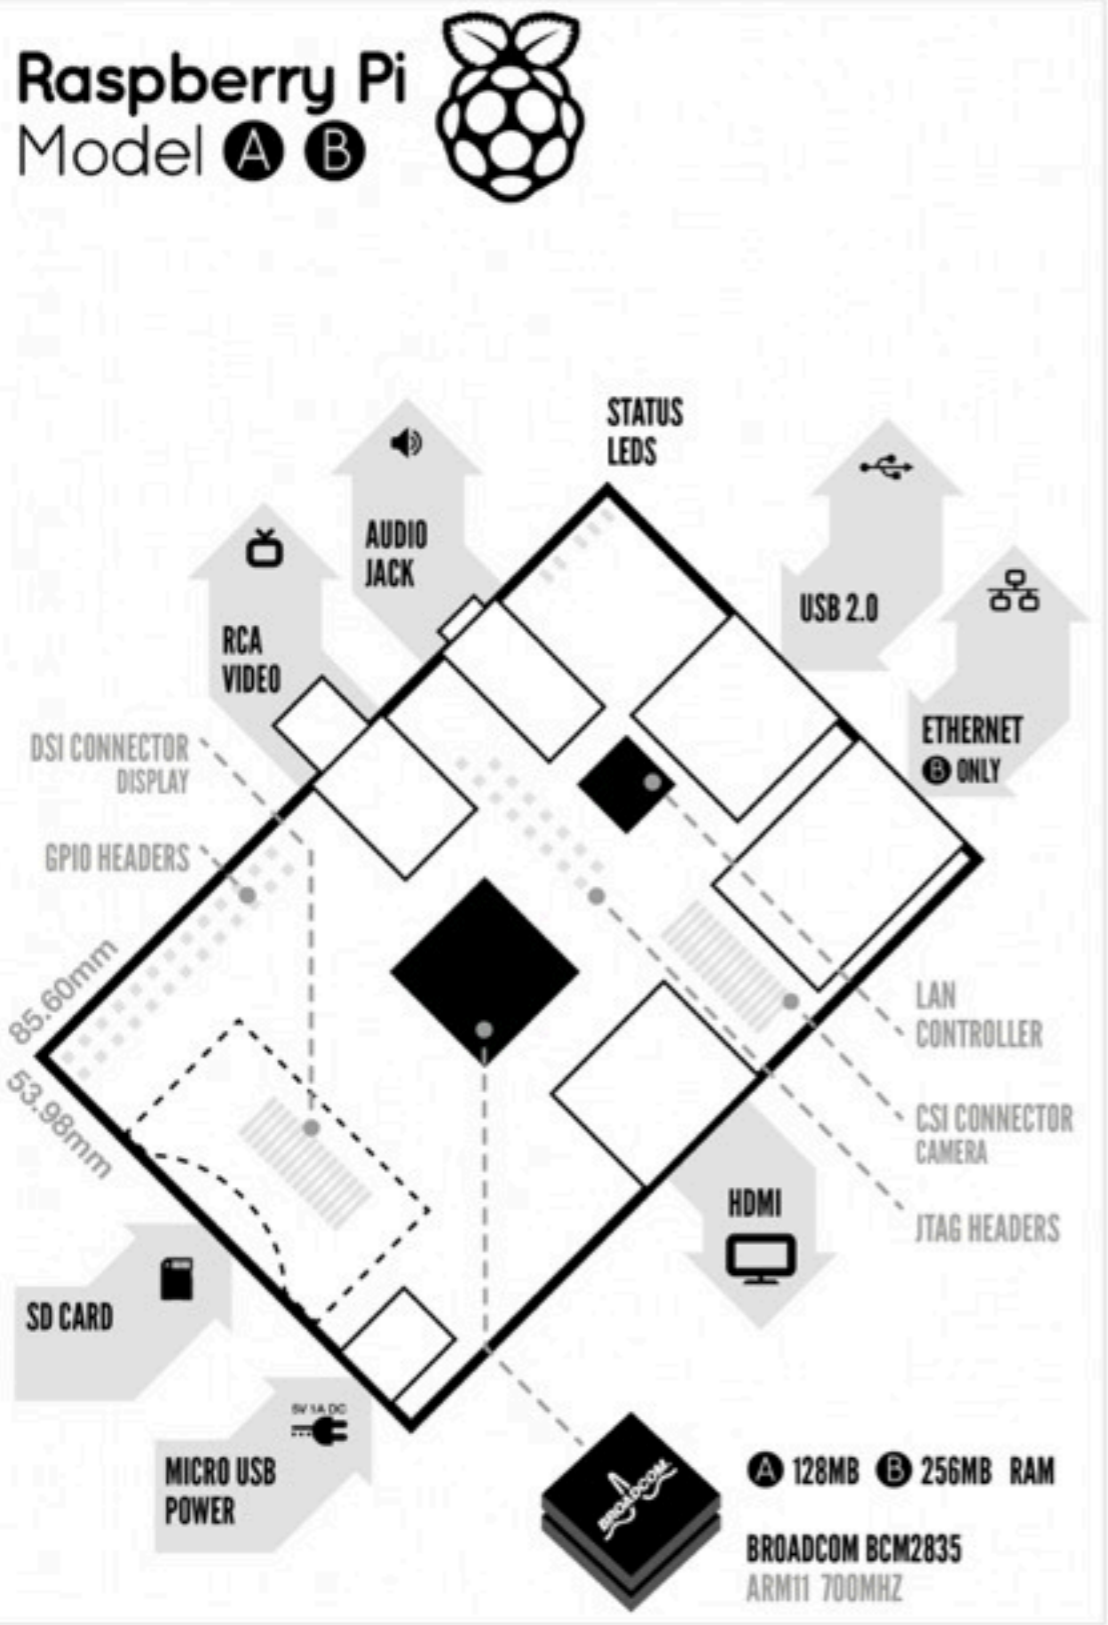 Raspberry Pi
Model A B
STATUS
LEDS
AUDIO
JACK
USB 2.0
RCA
VIDEO
ETHERNET
B ONLY
DSI CONNECTOR
DISPLAY
GPIO HEADERS
85.60mm
53.98mm
LAN
CONTROLLER
CSI CONNECTOR
CAMERA
JTAG HEADERS
HDMI
SD CARD
5V 1A DC
MICRO USB
POWER
BROADCOM
A 128MB B 256MB RAM
BROADCOM BCM2835
ARM11 700MHZ